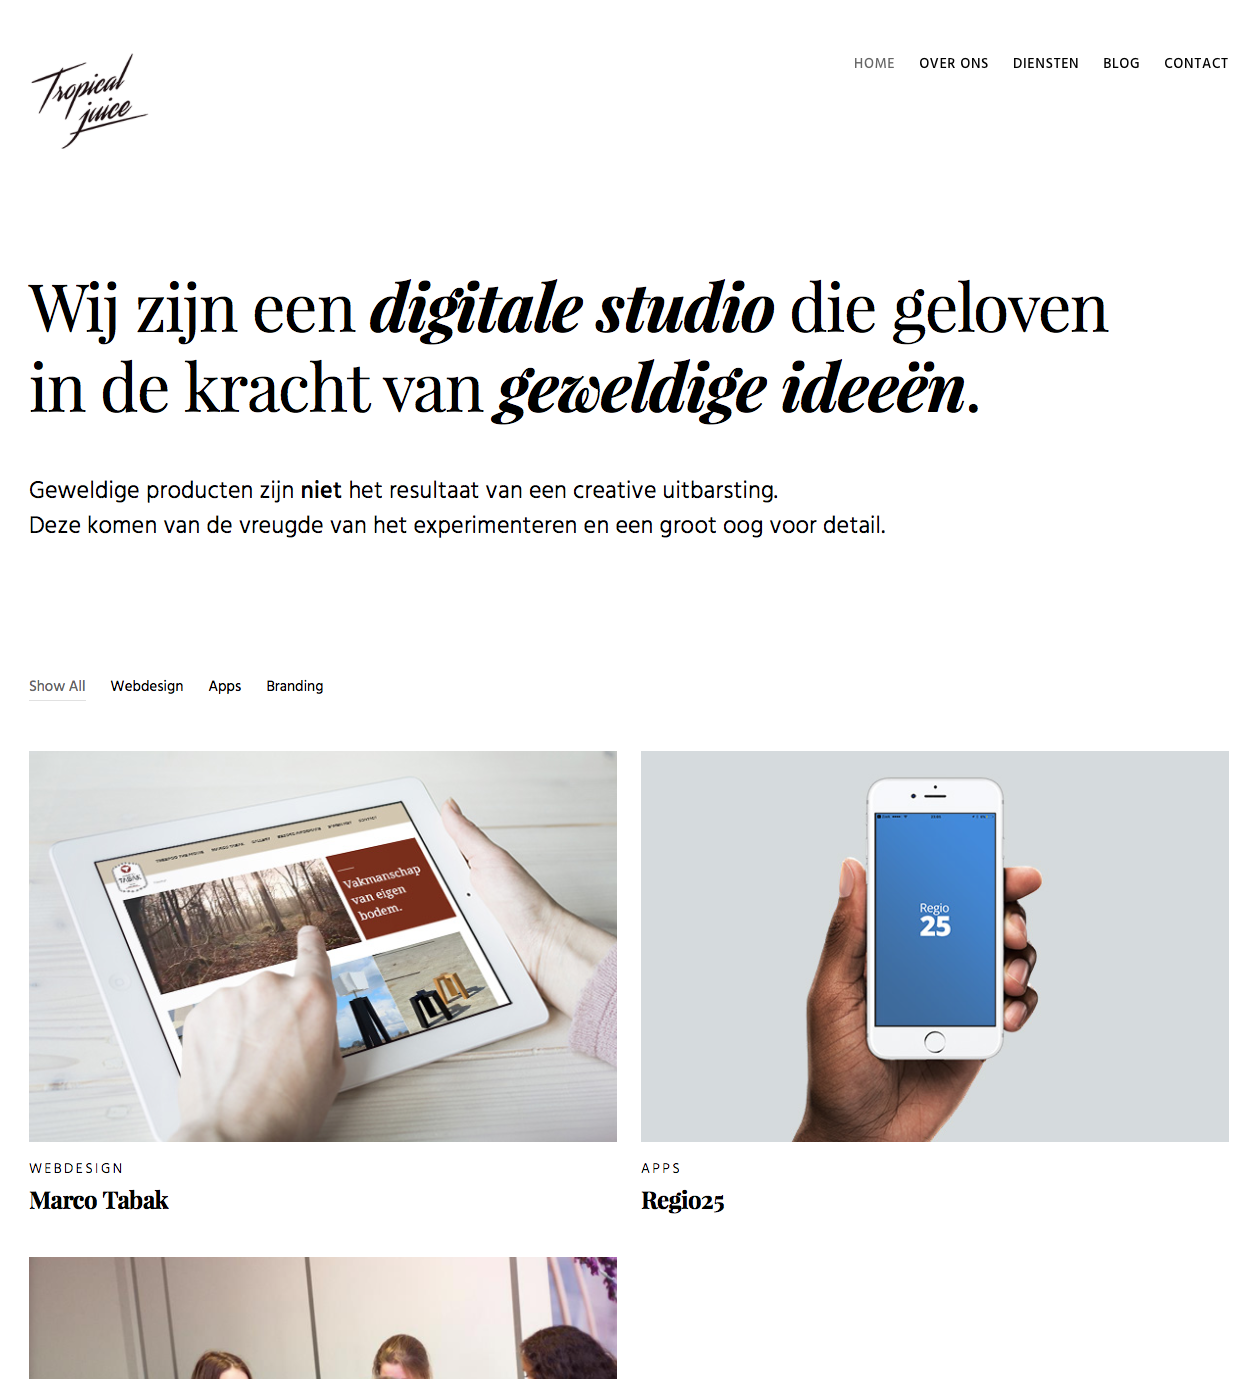 Tropical
juice
HOME OVER ONS DIENSTEN BLOG CONTACT
Wij zijn een digitale studio die geloven
in de kracht van geweldige ideeën.
Geweldige producten zijn niet het resultaat van een creative uitbarsting.
Deze komen van de vreugde van het experimenteren en een groot oog voor detail.
Show All Webdesign Apps Branding
TABAK
Vakmanschap
van eigen
bodem.
Regio
25
WEBDESIGN
Marco Tabak
APPS
Regio25